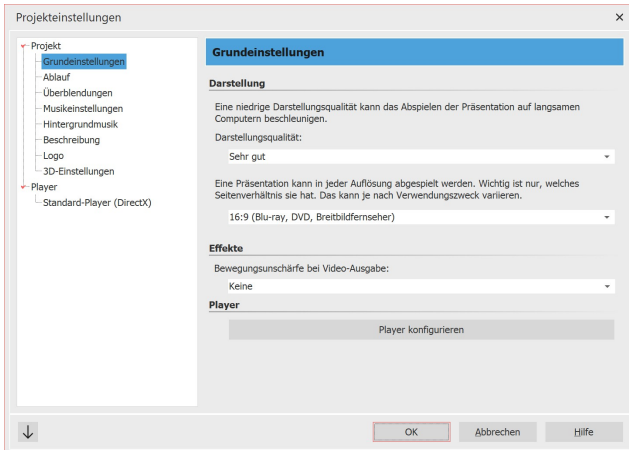 Projekteinstellungen
Projekt
Grundeinstellungen
Ablauf
Überblendungen
Musikeinstellungen
Hintergrundmusik
Beschreibung
Logo
3D-Einstellungen
Player
Standard-Player (DirectX)
Grundeinstellungen
Darstellung
Eine niedrige Darstellungsqualität kann das Abspielen der Präsentation auf langsamen
Computern beschleunigen.
Darstellungsqualität:
Sehr gut
Eine Präsentation kann in jeder Auflösung abgespielt werden. Wichtig ist nur, welches
Seitenverhältnis sie hat. Das kann je nach Verwendungszweck variieren.
16:9 (Blu-ray, DVD, Breitbildfernseher)
Effekte
Bewegungsunschärfe bei Video-Ausgabe:
Keine
Player
Player konfigurieren
OK
Abbrechen
Hilfe